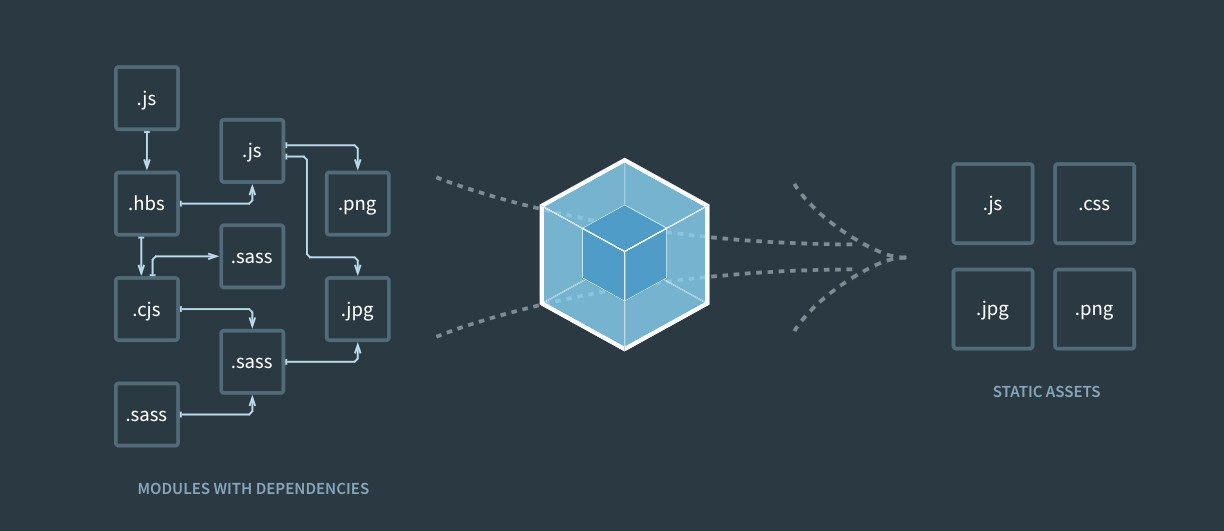 .js
.js
.hbs
.png
.sass
.cjs
.jpg
.sass
.sass
MODULES WITH DEPENDENCIES
.js
.css
.jpg
.png
STATIC ASSETS